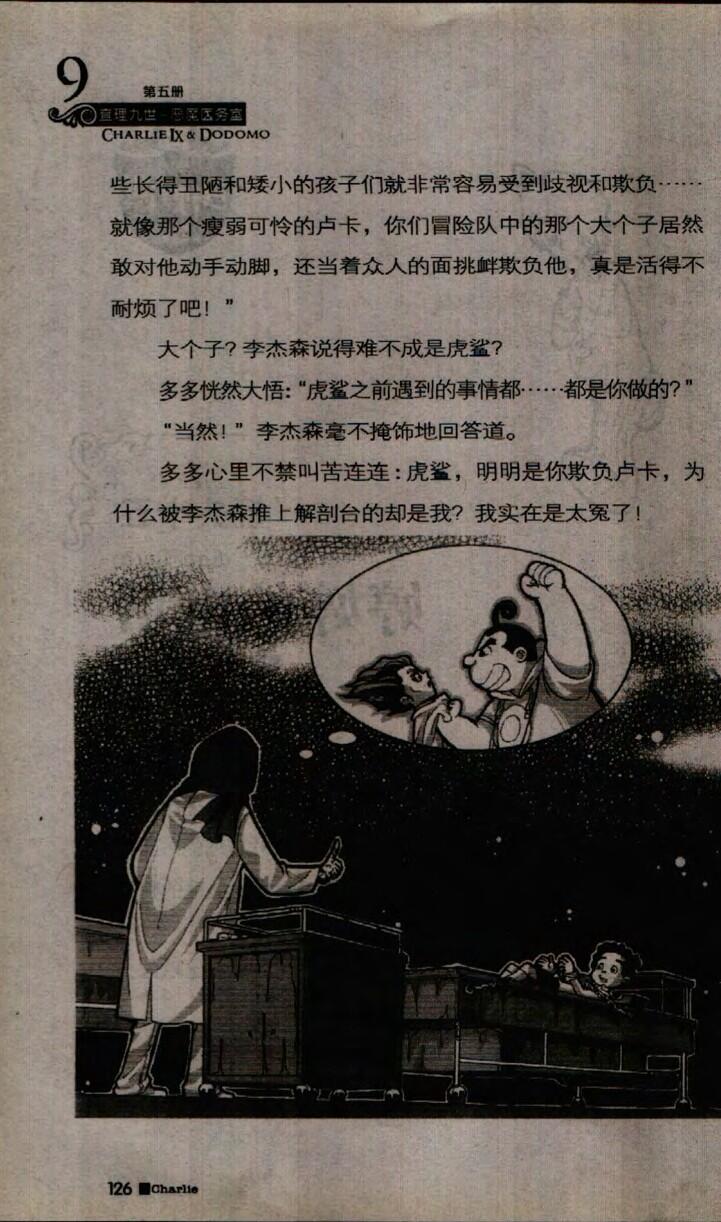 9
第五册
查理九世·恶魔医务室
CHARLIE IX & DODOMO
些长得丑陋和矮小的孩子们就非常容易受到歧视和欺负……
就像那个瘦弱可怜的卢卡，你们冒险队中的那个大个子居然
敢对他动手动脚，还当着众人的面挑衅欺负他，真是活得不
耐烦了吧！”
大个子？李杰森说得难不成是虎鲨？
多多恍然大悟：“虎鲨之前遇到的事情都……都是你做的？”
“当然！”李杰森毫不掩饰地回答道。
多多心里不禁叫苦连连：虎鲨，明明是你欺负卢卡，为
什么被李杰森推上解剖台的却是我？我实在是太冤了！
126 ■Charlie